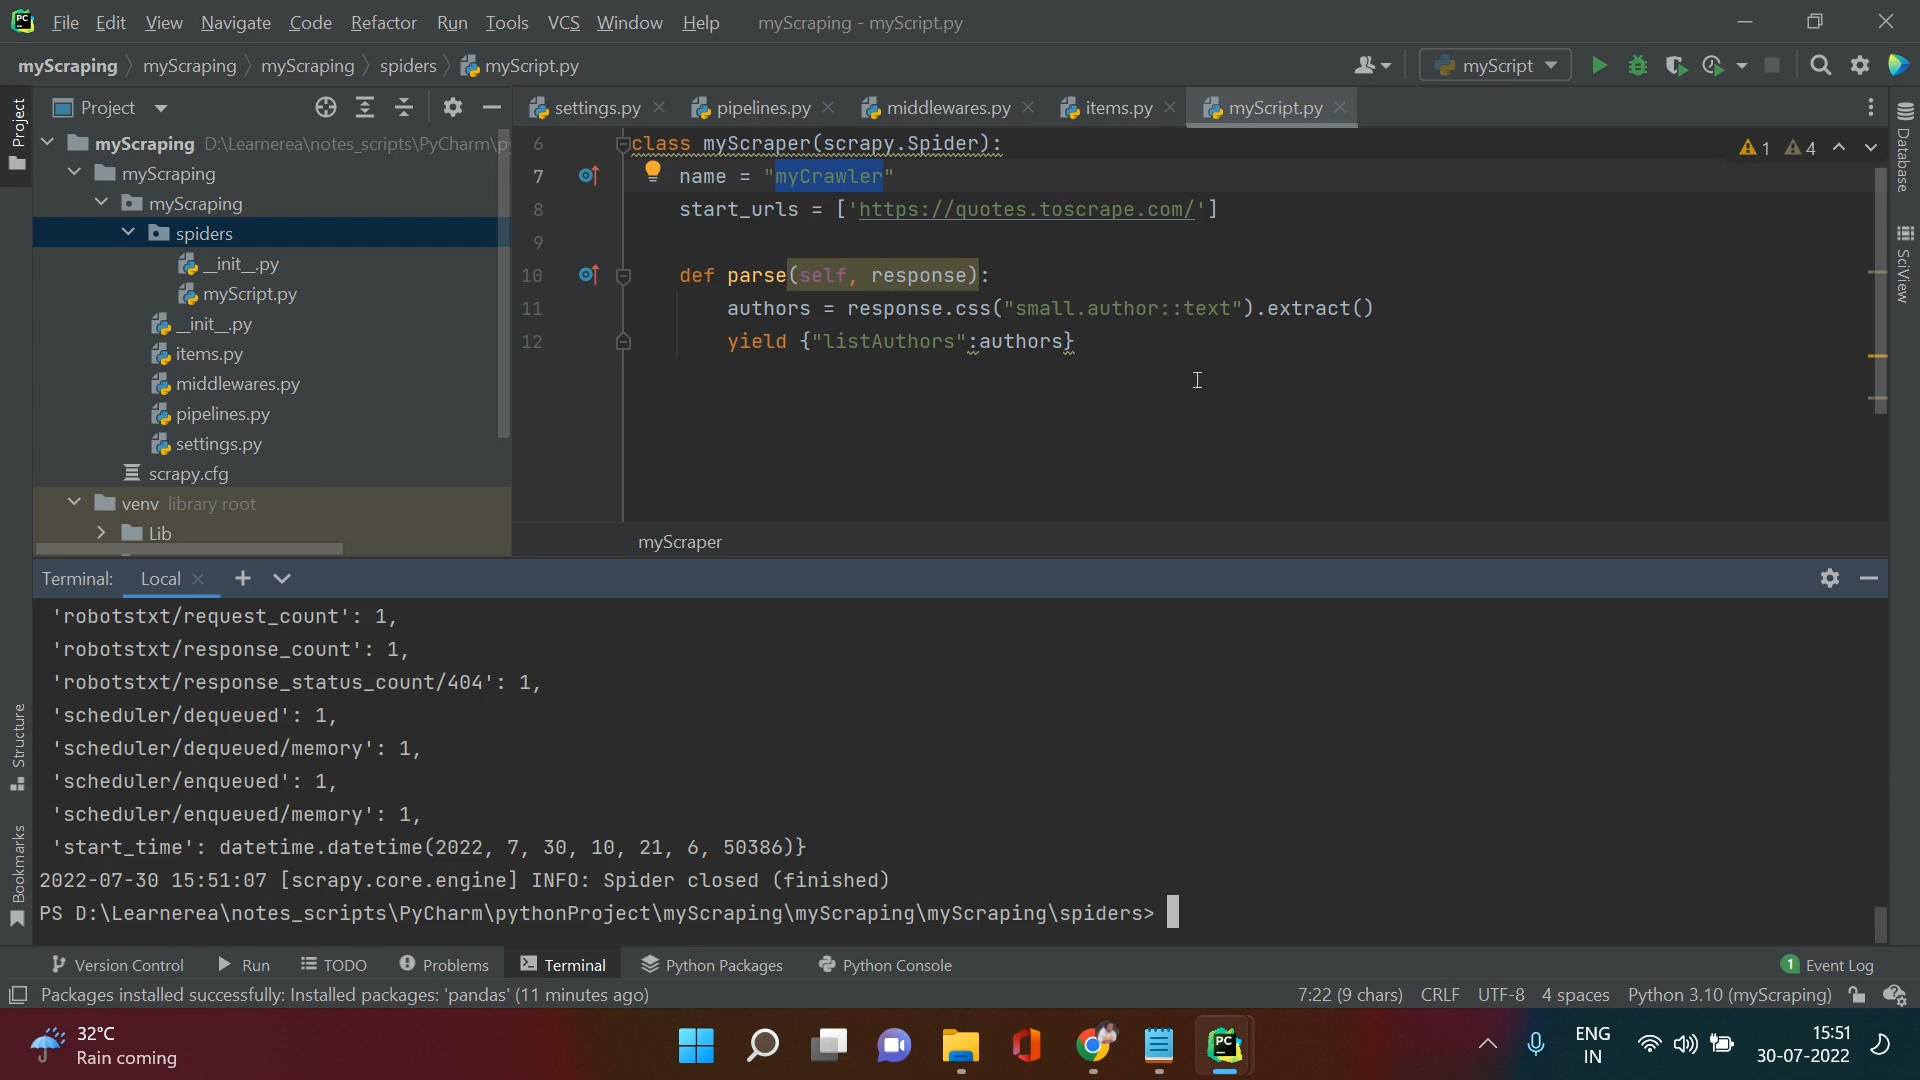 PC File Edit View Navigate Code Refactor Run Tools VCS Window Help myScraping - myScript.py
myScraping myScraping myScraping spiders myScript.py myScript
Project settings.py pipelines.py middlewares.py items.py myScript.py
Project
myScraping D:\Learnerea\notes_scripts\PyCharm\p
myScraping
myScraping
spiders
__init__.py
myScript.py
__init__.py
items.py
middlewares.py
pipelines.py
settings.py
scrapy.cfg
venv library root
Lib
6 class myScraper(scrapy.Spider):
1 4
7 name = "myCrawler"
8 start_urls = ['https://quotes.toscrape.com/']
9
10 def parse(self, response):
11 authors = response.css("small.author::text").extract()
12 yield {"listAuthors":authors}
myScraper
Database
SciView
Terminal: Local
'robotstxt/request_count': 1,
'robotstxt/response_count': 1,
'robotstxt/response_status_count/404': 1,
'scheduler/dequeued': 1,
'scheduler/dequeued/memory': 1,
'scheduler/enqueued': 1,
'scheduler/enqueued/memory': 1,
'start_time': datetime.datetime(2022, 7, 30, 10, 21, 6, 50386)}
2022-07-30 15:51:07 [scrapy.core.engine] INFO: Spider closed (finished)
PS D:\Learnerea\notes_scripts\PyCharm\pythonProject\myScraping\myScraping\myScraping\spiders>
Structure
Bookmarks
Version Control Run TODO Problems Terminal Python Packages Python Console 1 Event Log
Packages installed successfully: Installed packages: 'pandas' (11 minutes ago) 7:22 (9 chars) CRLF UTF-8 4 spaces Python 3.10 (myScraping)
32°C
Rain coming
PC
ENG
IN
15:51
30-07-2022